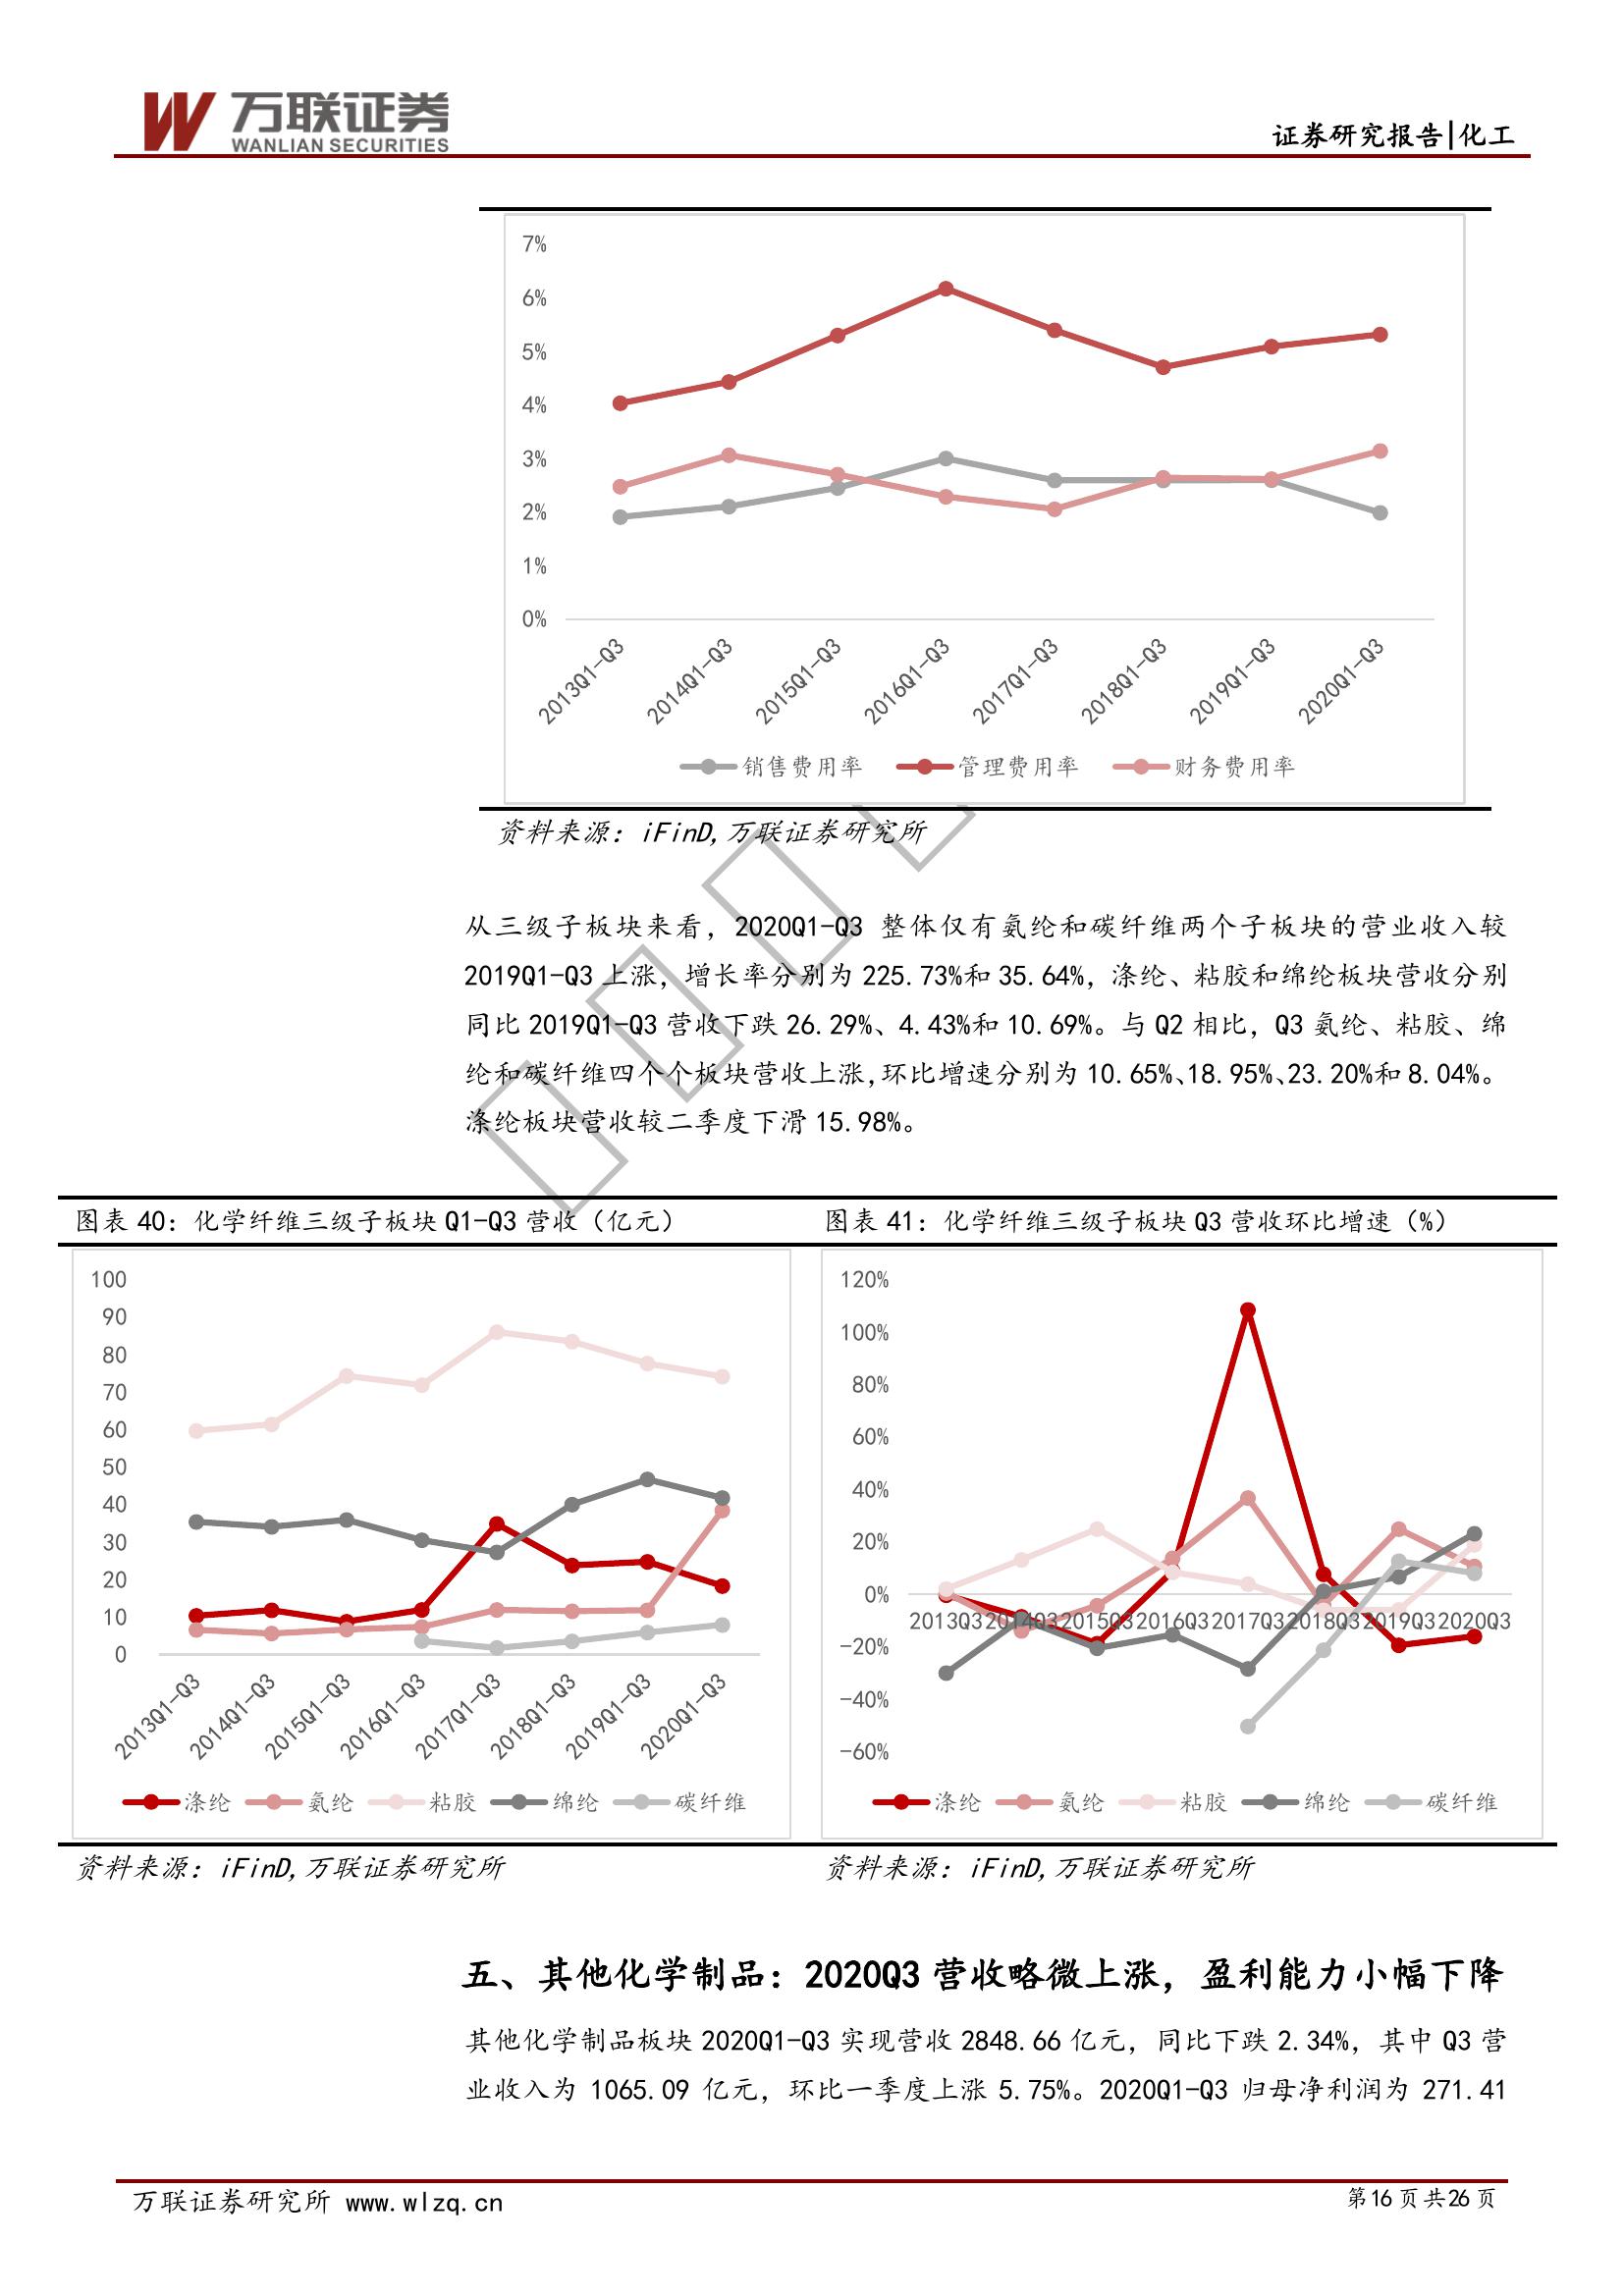 万联证券
WANLIAN SECURITIES
证券研究报告|化工
7%
6%
5%
4%
3%
2%
1%
0%
2013Q1-Q3
2014Q1-Q3
2015Q1-Q3
2016Q1-Q3
2017Q1-Q3
2018Q1-Q3
2019Q1-Q3
2020Q1-Q3
销售费用率 管理费用率 财务费用率
资料来源：iFinD,万联证券研究所
从三级子板块来看，2020Q1-Q3 整体仅有氨纶和碳纤维两个子板块的营业收入较
2019Q1-Q3 上涨，增长率分别为 225.73%和 35.64%，涤纶、粘胶和绵纶板块营收分别
同比 2019Q1-Q3 营收下跌 26.29%、4.43%和 10.69%。与 Q2 相比，Q3 氨纶、粘胶、绵
纶和碳纤维四个个板块营收上涨,环比增速分别为 10.65%、18.95%、23.20%和 8.04%。
涤纶板块营收较二季度下滑 15.98%。
图表 40：化学纤维三级子板块 Q1-Q3 营收（亿元）
100
90
80
70
60
50
40
30
20
10
0
2013Q1-Q3
2014Q1-Q3
2015Q1-Q3
2016Q1-Q3
2017Q1-Q3
2018Q1-Q3
2019Q1-Q3
2020Q1-Q3
涤纶 氨纶 粘胶 绵纶 碳纤维
资料来源：iFinD,万联证券研究所
图表 41：化学纤维三级子板块 Q3 营收环比增速（%）
120%
100%
80%
60%
40%
20%
0%
-20%
-40%
-60%
2013Q3 2014Q3 2015Q3 2016Q3 2017Q3 2018Q3 2019Q3 2020Q3
涤纶 氨纶 粘胶 绵纶 碳纤维
资料来源：iFinD,万联证券研究所
五、其他化学制品：2020Q3 营收略微上涨，盈利能力小幅下降
其他化学制品板块 2020Q1-Q3 实现营收 2848.66 亿元，同比下跌 2.34%，其中 Q3 营
业收入为 1065.09 亿元，环比一季度上涨 5.75%。2020Q1-Q3 归母净利润为 271.41
万联证券研究所 www.wlzq.cn
第16 页 共26 页